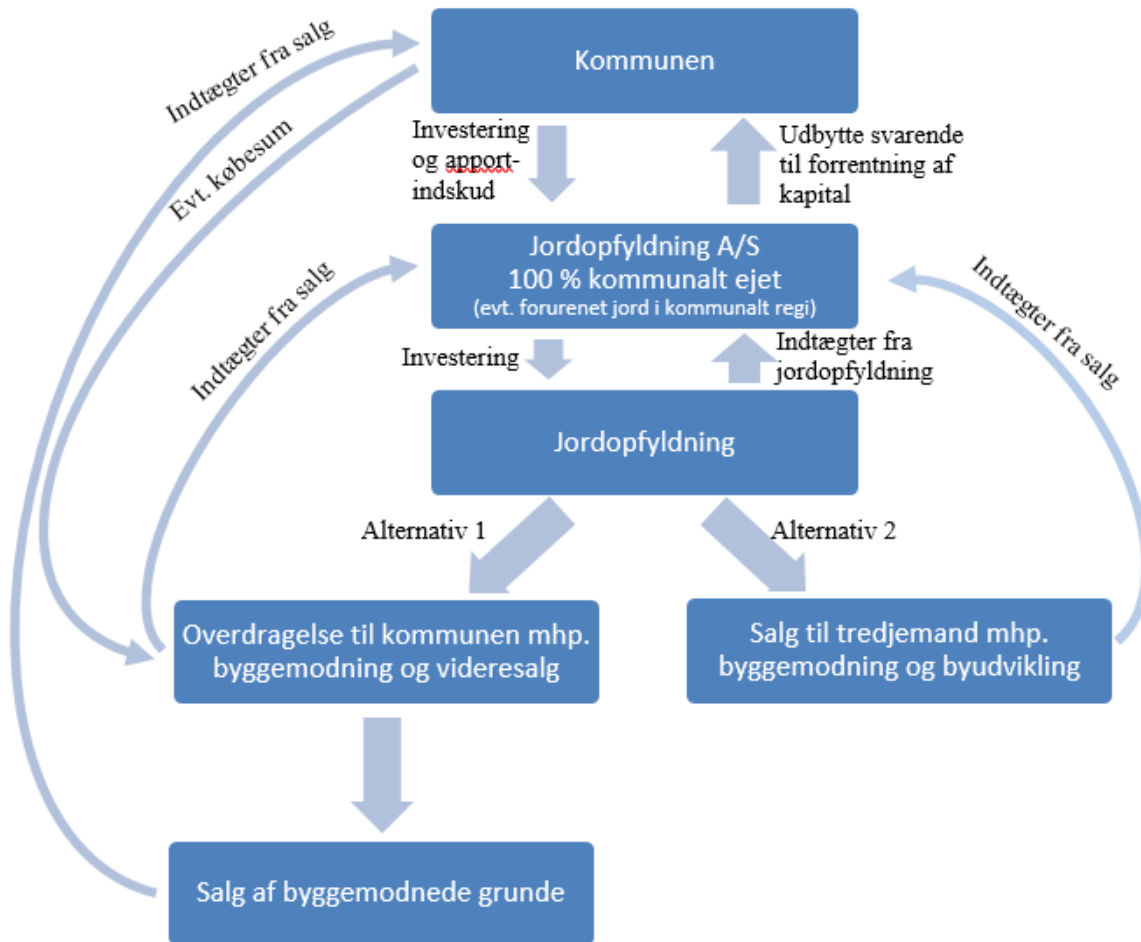 Kommunen
Indtægter fra salg
Evt. købesum
Investering
og apport-
indskud
Udbytte svarende
til forrentning af
kapital
Jordopfyldning A/S
100 % kommunalt ejet
(evt. forurenet jord i kommunalt regi)
Indtægter fra salg
Indtægter fra salg
Investering
Indtægter fra
jordopfyldning
Jordopfyldning
Alternativ 1
Alternativ 2
Overdragelse til kommunen mhp.
byggemodning og videresalg
Salg til tredjemand mhp.
byggemodning og byudvikling
Salg af byggemodnede grunde